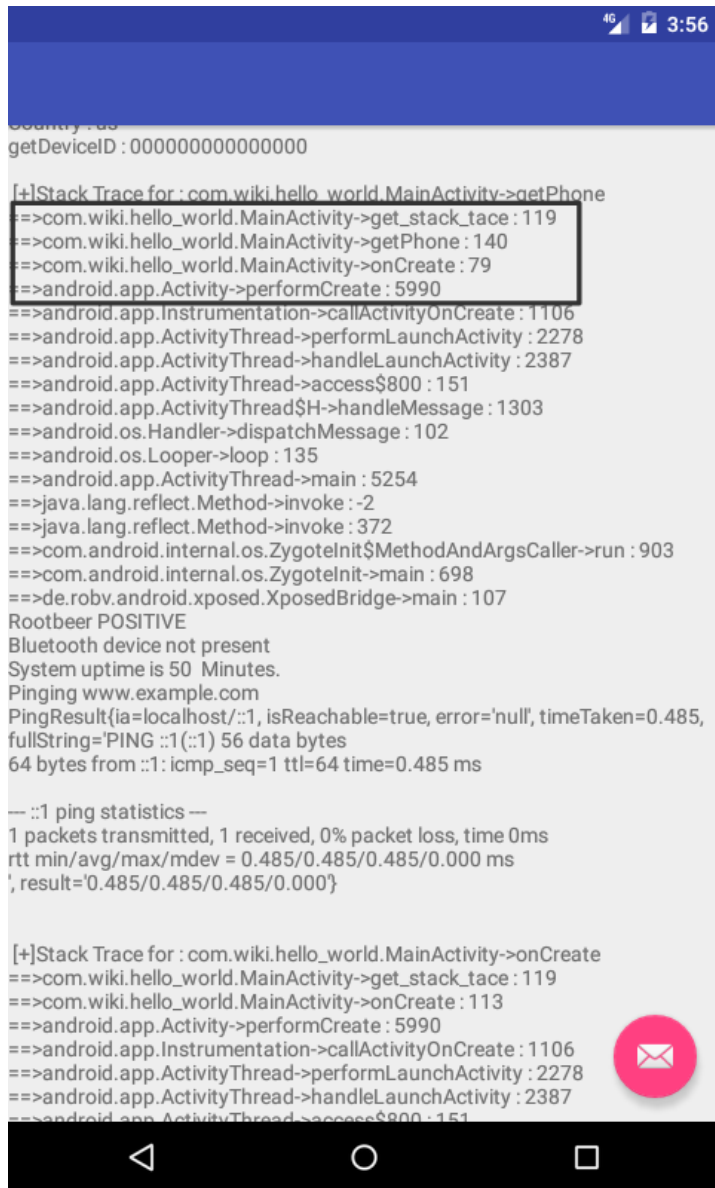 4G 3:56
Country : us
getDeviceID : 000000000000000
[+]Stack Trace for : com.wiki.hello_world.MainActivity->getPhone
==>com.wiki.hello_world.MainActivity->get_stack_tace : 119
==>com.wiki.hello_world.MainActivity->getPhone : 140
==>com.wiki.hello_world.MainActivity->onCreate : 79
==>android.app.Activity->performCreate : 5990
==>android.app.Instrumentation->callActivityOnCreate : 1106
==>android.app.ActivityThread->performLaunchActivity : 2278
==>android.app.ActivityThread->handleLaunchActivity : 2387
==>android.app.ActivityThread->access$800 : 151
==>android.app.ActivityThread$H->handleMessage : 1303
==>android.os.Handler->dispatchMessage : 102
==>android.os.Looper->loop : 135
==>android.app.ActivityThread->main : 5254
==>java.lang.reflect.Method->invoke : -2
==>java.lang.reflect.Method->invoke : 372
==>com.android.internal.os.ZygoteInit$MethodAndArgsCaller->run : 903
==>com.android.internal.os.ZygoteInit->main : 698
==>de.robv.android.xposed.XposedBridge->main : 107
Rootbeer POSITIVE
Bluetooth device not present
System uptime is 50  Minutes.
Pinging www.example.com
PingResult{ia=localhost/::1, isReachable=true, error='null', timeTaken=0.485,
fullString='PING ::1(::1) 56 data bytes
64 bytes from ::1: icmp_seq=1 ttl=64 time=0.485 ms
--- ::1 ping statistics ---
1 packets transmitted, 1 received, 0% packet loss, time 0ms
rtt min/avg/max/mdev = 0.485/0.485/0.485/0.000 ms
', result='0.485/0.485/0.485/0.000'}
[+]Stack Trace for : com.wiki.hello_world.MainActivity->onCreate
==>com.wiki.hello_world.MainActivity->get_stack_tace : 119
==>com.wiki.hello_world.MainActivity->onCreate : 113
==>android.app.Activity->performCreate : 5990
==>android.app.Instrumentation->callActivityOnCreate : 1106
==>android.app.ActivityThread->performLaunchActivity : 2278
==>android.app.ActivityThread->handleLaunchActivity : 2387
==>android.app.ActivityThread->access$800 : 151